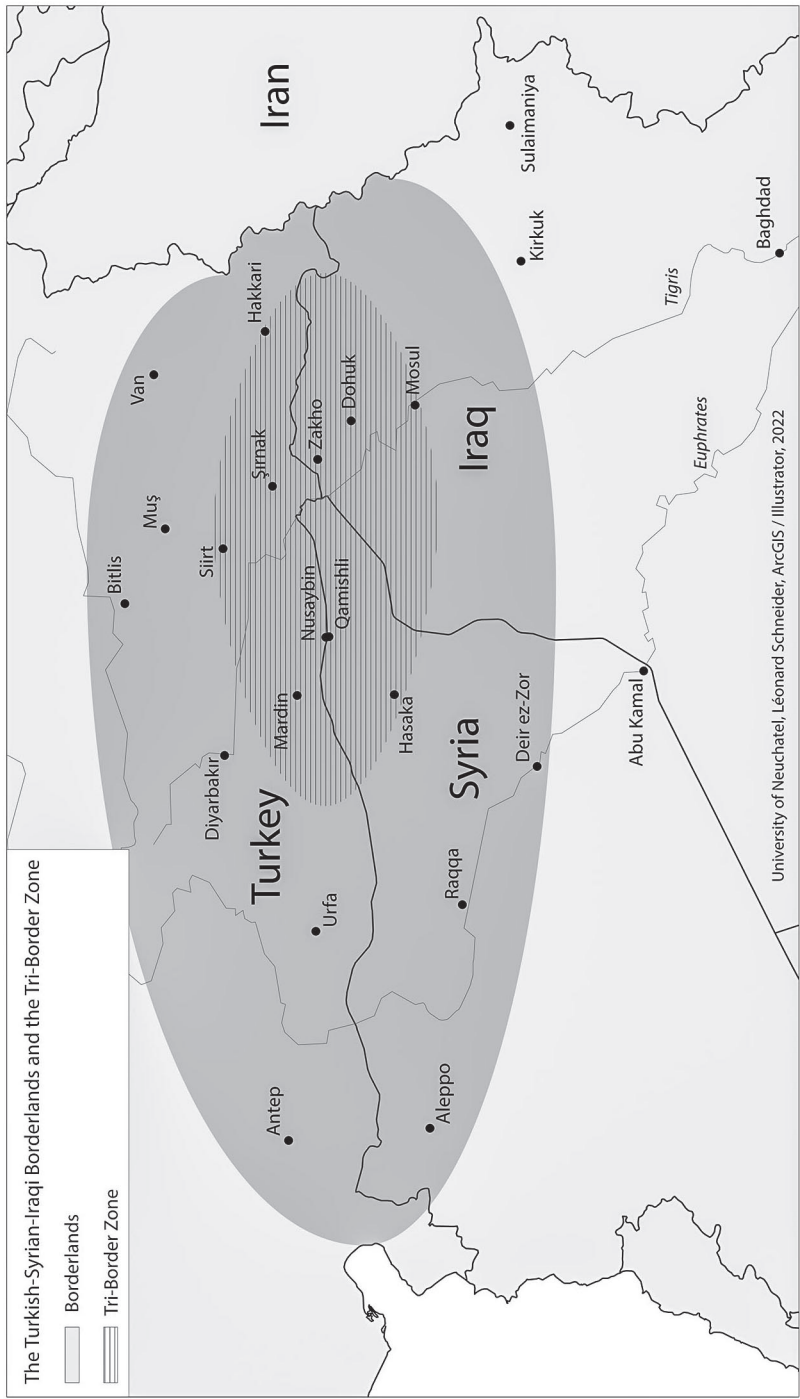 The Turkish-Syrian-Iraqi Borderlands and the Tri-Border Zone
Borderlands
Tri-Border Zone
Iran
Van
Bitlis
Muş
Hakkari
Siirt
Şırnak
Diyarbakır
Mardin
Nusaybin
Qamishli
Zakho
Dohuk
Turkey
Urfa
Antep
Mosul
Hasaka
Iraq
Syria
Aleppo
Raqqa
Deir ez-Zor
Kirkuk
Sulaimaniya
Abu Kamal
Tigris
Euphrates
Baghdad
University of Neuchatel, Léonard Schneider, ArcGIS / Illustrator, 2022